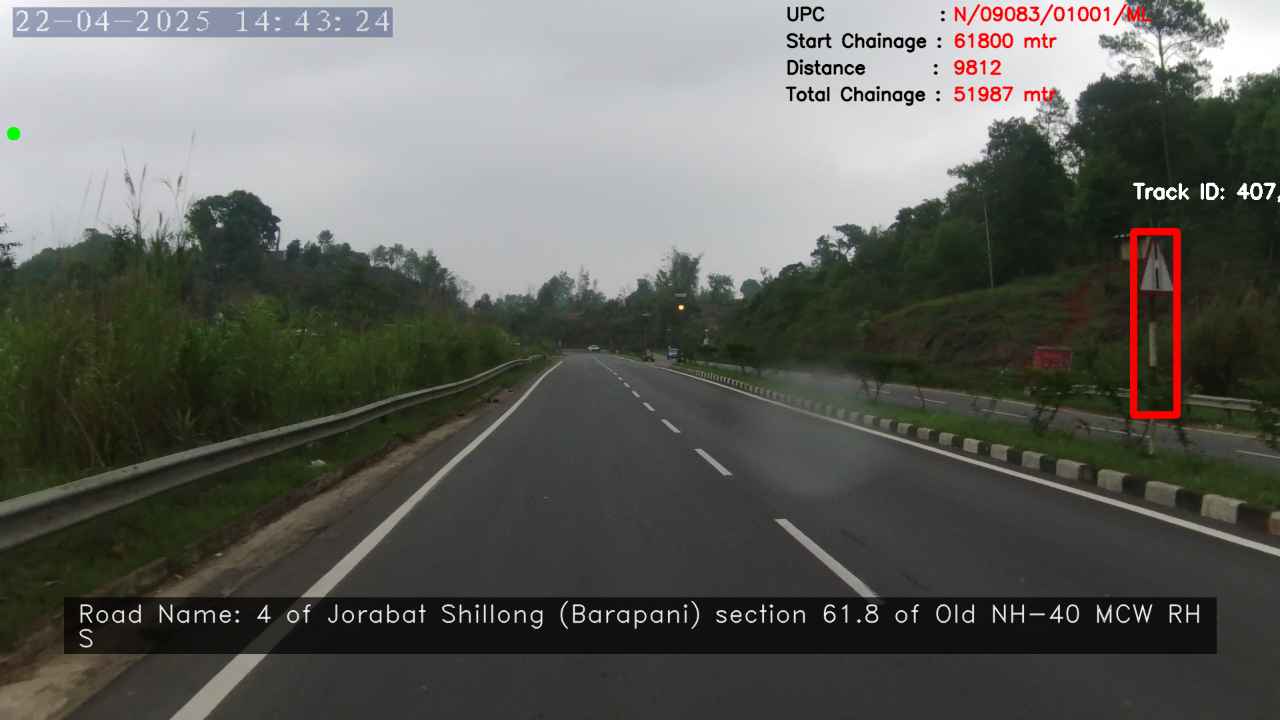 22-04-2025 14:43:24
UPC : N/09083/01001/ML
Start Chainage : 61800 mtr
Distance : 9812
Total Chainage : 51987 mtr
Track ID: 407,
Road Name: 4 of Jorabat Shillong (Barapani) section 61.8 of Old NH-40 MCW RH
S